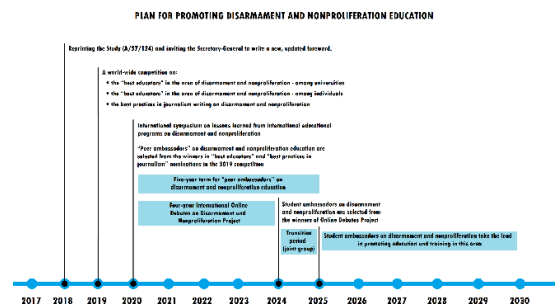 PLAN FOR PROMOTING DISARMAMENT AND NONPROLIFERATION EDUCATION
Reprinting the Study (A/57/124) and inviting the Secretary-General to write a new, updated foreword.
A world-wide competition on:
• the "best educators" in the area of disarmament and nonproliferation - among universities
• the "best educators" in the area of disarmament and nonproliferation - among individuals
• the best practices in journalism writing on disarmament and nonproliferation
International symposium on lessons learned from international educational
programs on disarmament and nonproliferation
"Peer ambassadors" on disarmament and nonproliferation education are
selected from the winners in "best educators" and "best practices in
journalism" nominations in the 2019 competition
Five-year term for "peer ambassadors" on
disarmament and nonproliferation education
Four-year International Online
Debates on Disarmament and
Nonproliferation Project
Student ambassadors on disarmament
and nonproliferation are selected from
the winners of Online Debates Project
Transition
period
(joint group)
Student ambassadors on disarmament and nonproliferation take the lead
in promoting education and training in this area
2017 2018 2019 2020 2021 2022 2023 2024 2025 2026 2027 2028 2029 2030